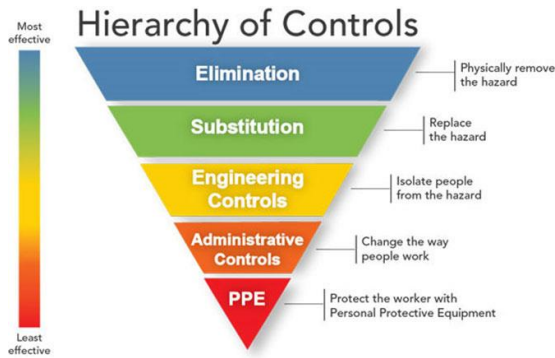 Hierarchy of Controls
Most
effective
Elimination
Physically remove
the hazard
Substitution
Replace
the hazard
Engineering
Controls
Isolate people
from the hazard
Administrative
Controls
Change the way
people work
PPE
Protect the worker with
Personal Protective Equipment
Least
effective